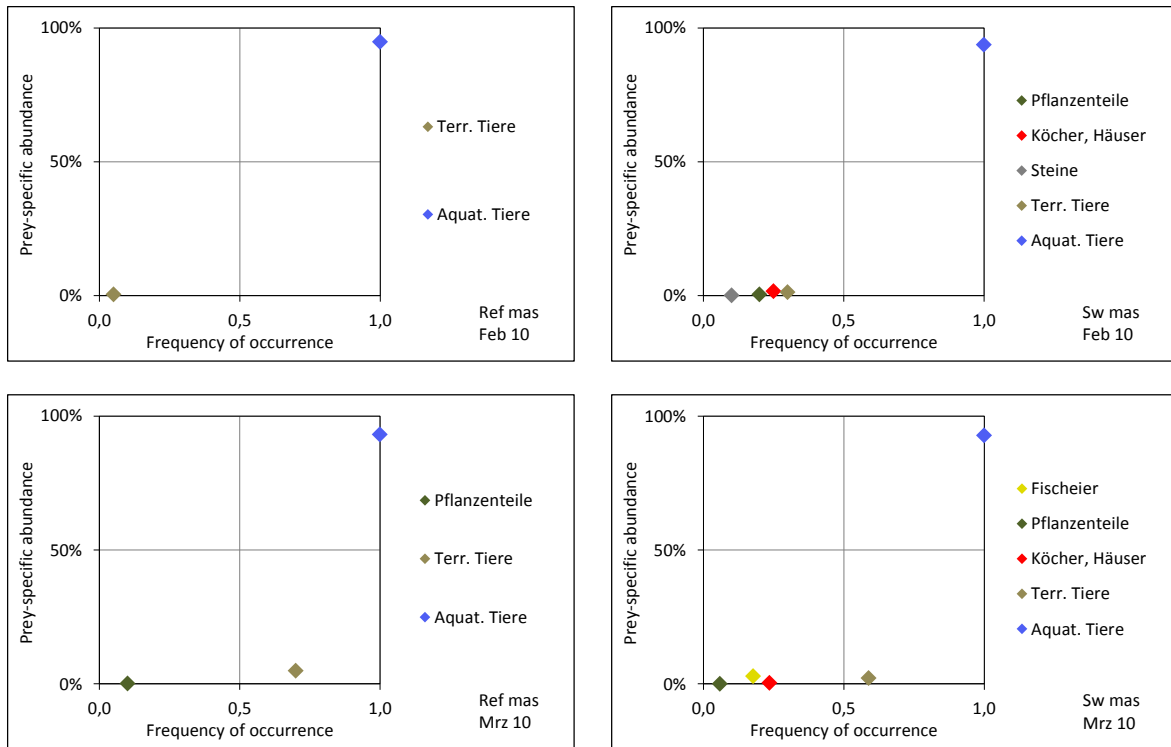 100%
50%
0%
Prey-specific abundance
0,0
0,5
1,0
Frequency of occurrence
Terr. Tiere
Aquat. Tiere
Ref mas
Feb 10
100%
50%
0%
Prey-specific abundance
0,0
0,5
1,0
Frequency of occurrence
Pflanzenteile
Köcher, Häuser
Steine
Terr. Tiere
Aquat. Tiere
Sw mas
Feb 10
100%
50%
0%
Prey-specific abundance
0,0
0,5
1,0
Frequency of occurrence
Pflanzenteile
Terr. Tiere
Aquat. Tiere
Ref mas
Mrz 10
100%
50%
0%
Prey-specific abundance
0,0
0,5
1,0
Frequency of occurrence
Fischeier
Pflanzenteile
Köcher, Häuser
Terr. Tiere
Aquat. Tiere
Sw mas
Mrz 10